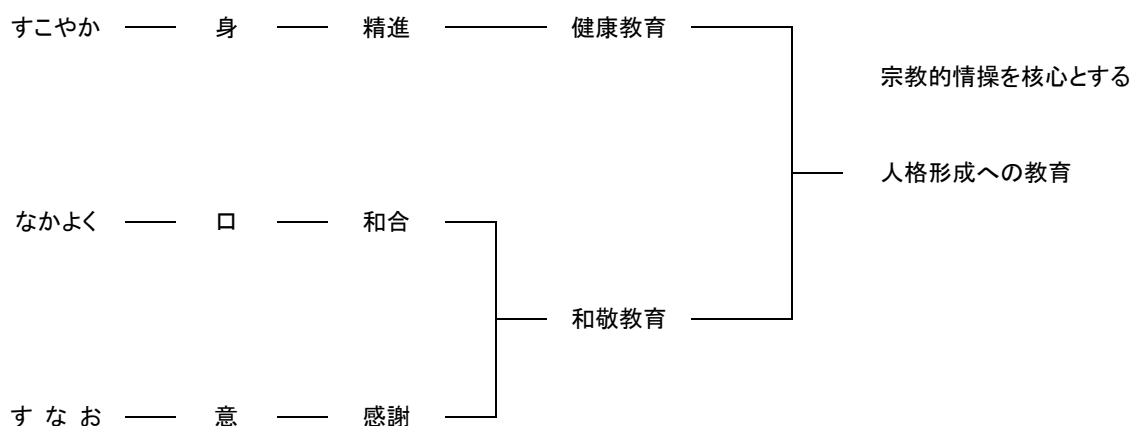 すこやか 身 精進 健康教育
宗教的情操を核心とする
人格形成への教育
なかよく 口 和合
和敬教育
す な お 意 感謝